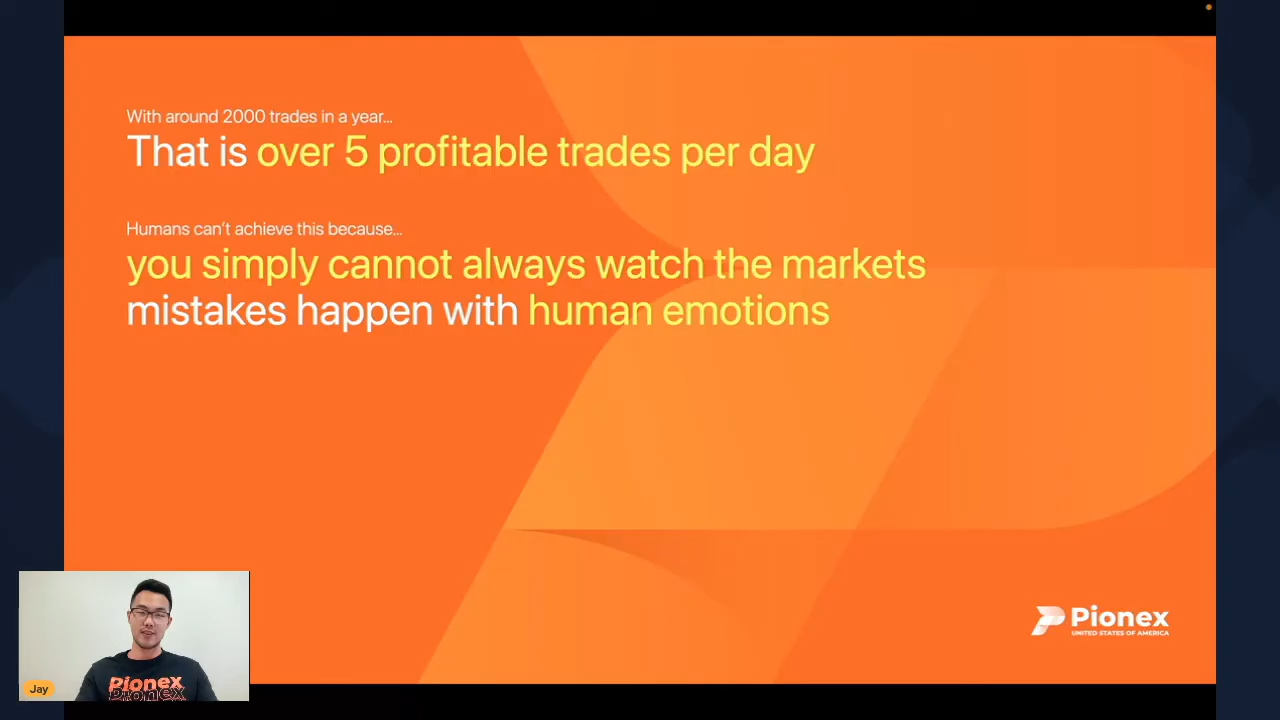 With around 2000 trades in a year...
That is over 5 profitable trades per day
Humans can't achieve this because...
you simply cannot always watch the markets
mistakes happen with human emotions
Pionex
UNITED STATES OF AMERICA
Pionex
Pionex
Jay